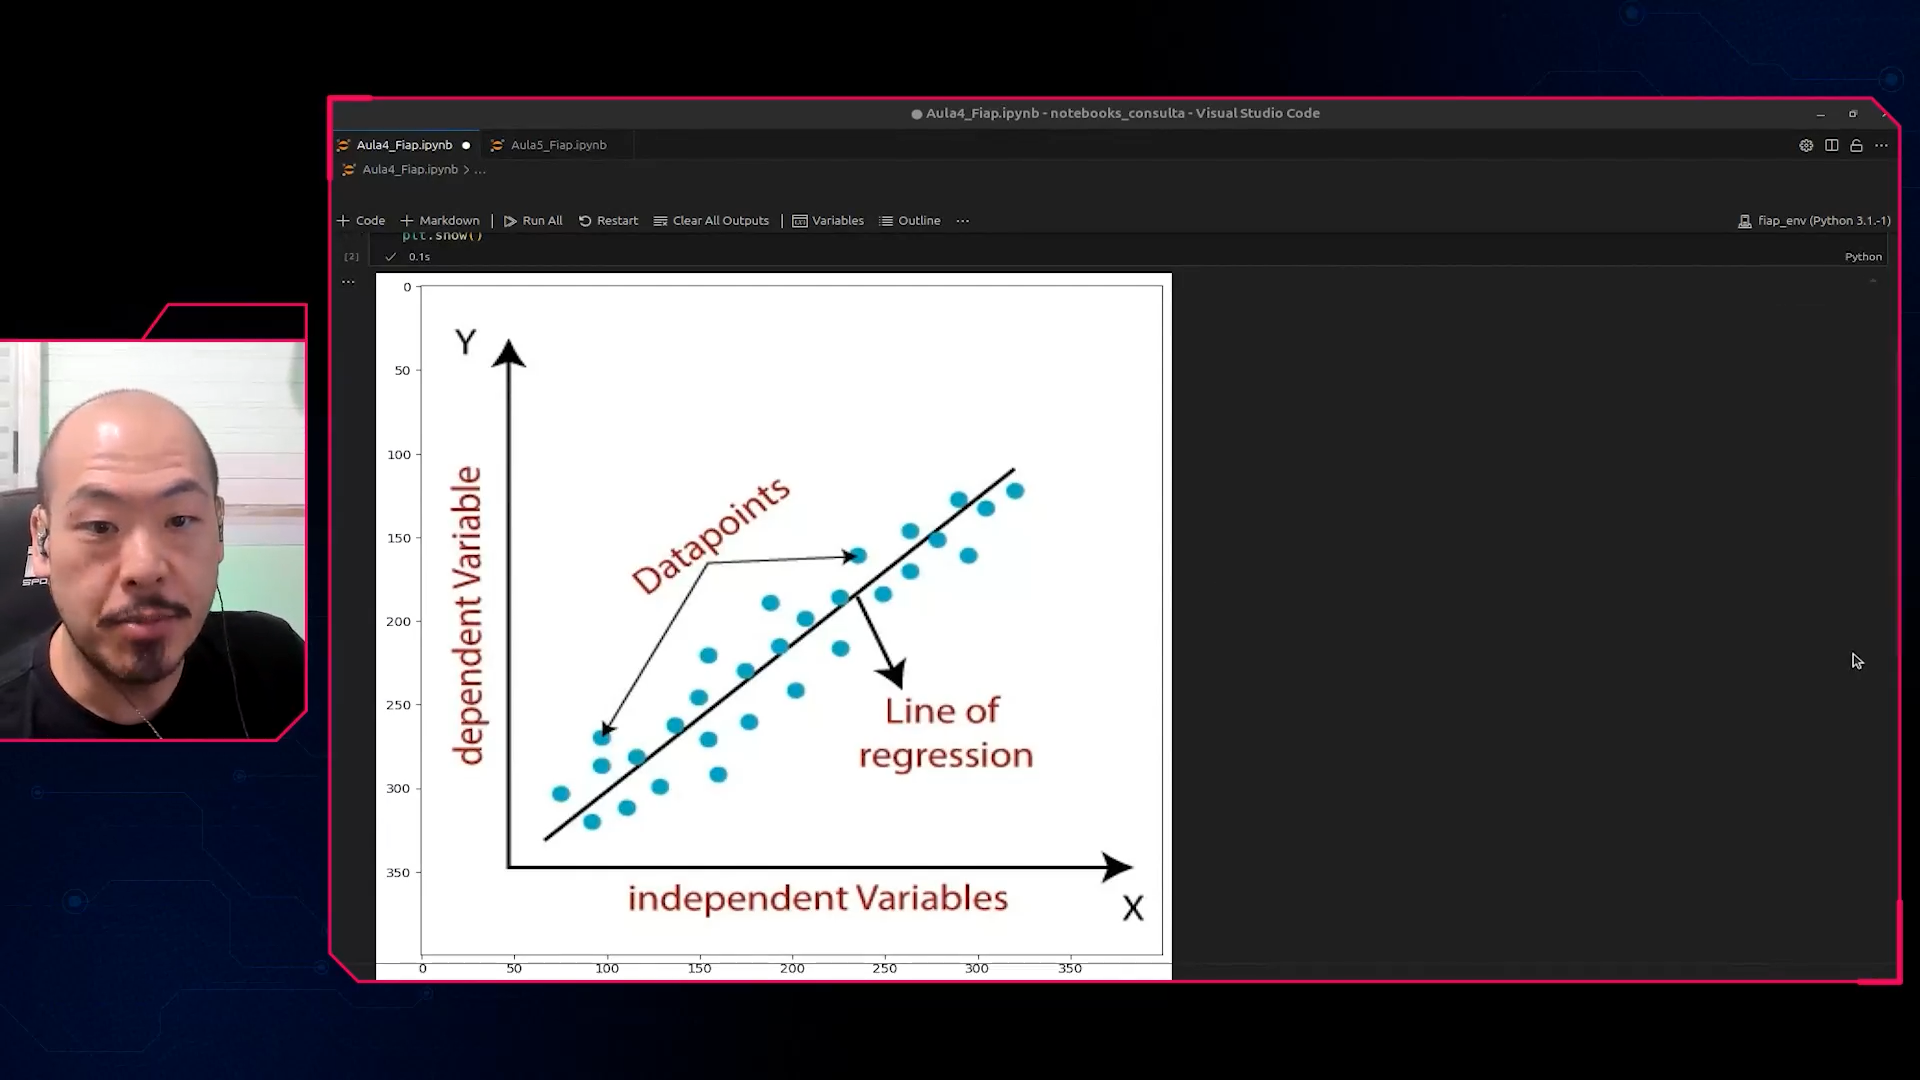 Aula4_Fiap.ipynb - notebooks_consulta - Visual Studio Code
Aula4_Fiap.ipynb
Aula5_Fiap.ipynb
Aula4_Fiap.ipynb > ...
+ Code + Markdown | Run All Restart Clear All Outputs | Variables Outline ...
fiap_env (Python 3.1.-1)
plt.show()
[2] 0.1s
Python
0
50
100
150
200
250
300
350
Y
dependent Variable
Datapoints
Line of
regression
independent Variables
X
0 50 100 150 200 250 300 350